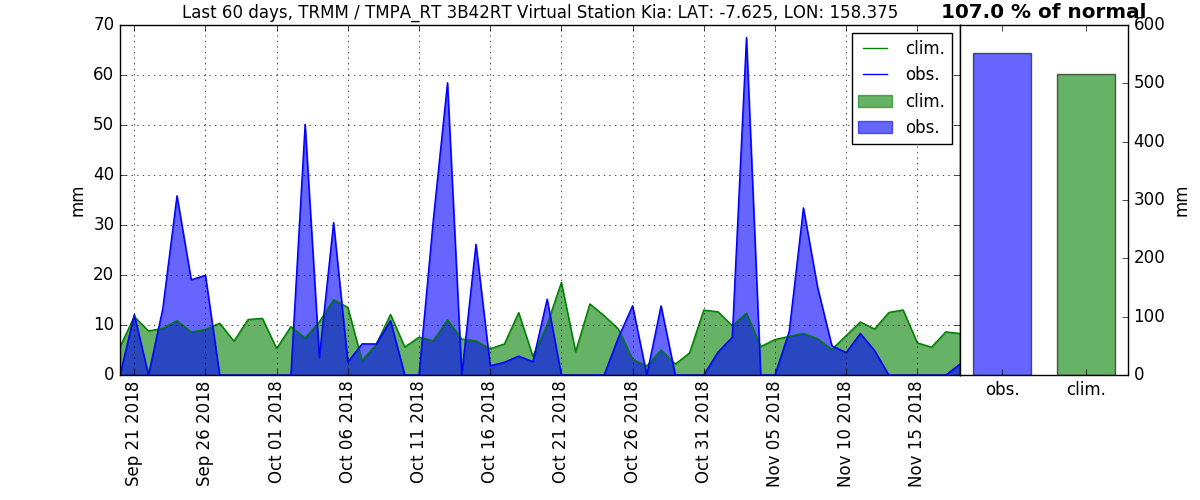 Last 60 days, TRMM / TMPA_RT 3B42RT Virtual Station Kia: LAT: -7.625, LON: 158.375
107.0 % of normal
70
60
50
40
30
20
10
0
mm
clim.
obs.
clim.
obs.
Sep 21 2018
Sep 26 2018
Oct 01 2018
Oct 06 2018
Oct 11 2018
Oct 16 2018
Oct 21 2018
Oct 26 2018
Oct 31 2018
Nov 05 2018
Nov 10 2018
Nov 15 2018
600
500
400
300
200
100
0
mm
obs.
clim.